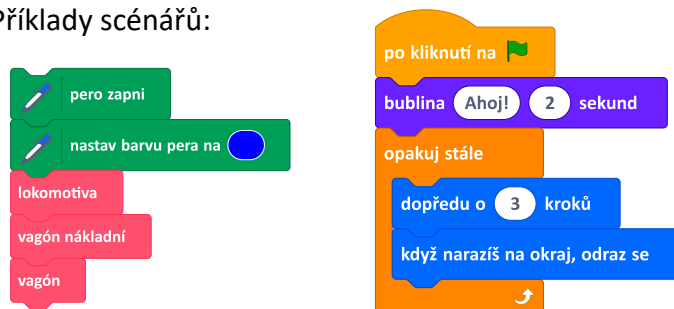 Příklady scénářů:
pero zapni
nastav barvu pera na
lokomotiva
vagón nákladní
vagón
po kliknutí na
bublina Ahoj! 2 sekund
opakuj stále
dopředu o 3 kroků
když narazíš na okraj, odraz se